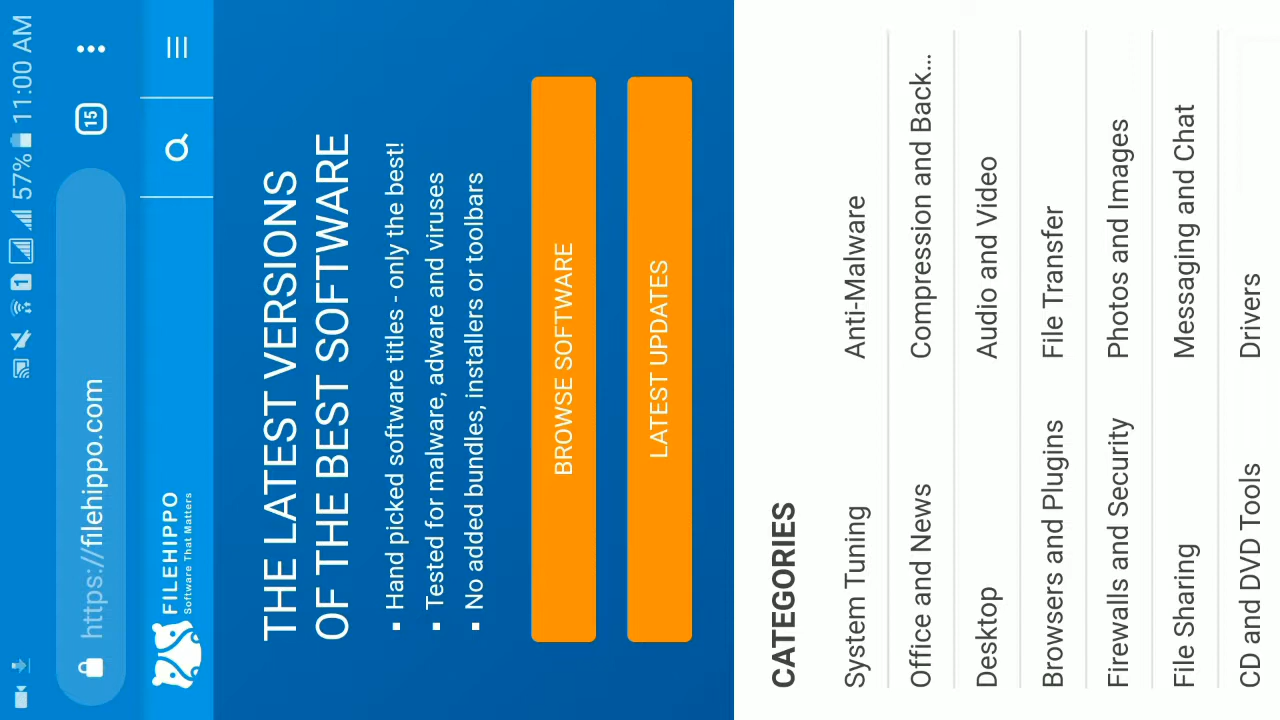 57% 11:00 AM
1
https://filehippo.com
15
FILEHIPPO
Software That Matters
THE LATEST VERSIONS
OF THE BEST SOFTWARE
▪ Hand picked software titles - only the best!
▪ Tested for malware, adware and viruses
▪ No added bundles, installers or toolbars
BROWSE SOFTWARE
LATEST UPDATES
CATEGORIES
System Tuning Anti-Malware
Office and News Compression and Back...
Desktop Audio and Video
Browsers and Plugins File Transfer
Firewalls and Security Photos and Images
File Sharing Messaging and Chat
CD and DVD Tools Drivers